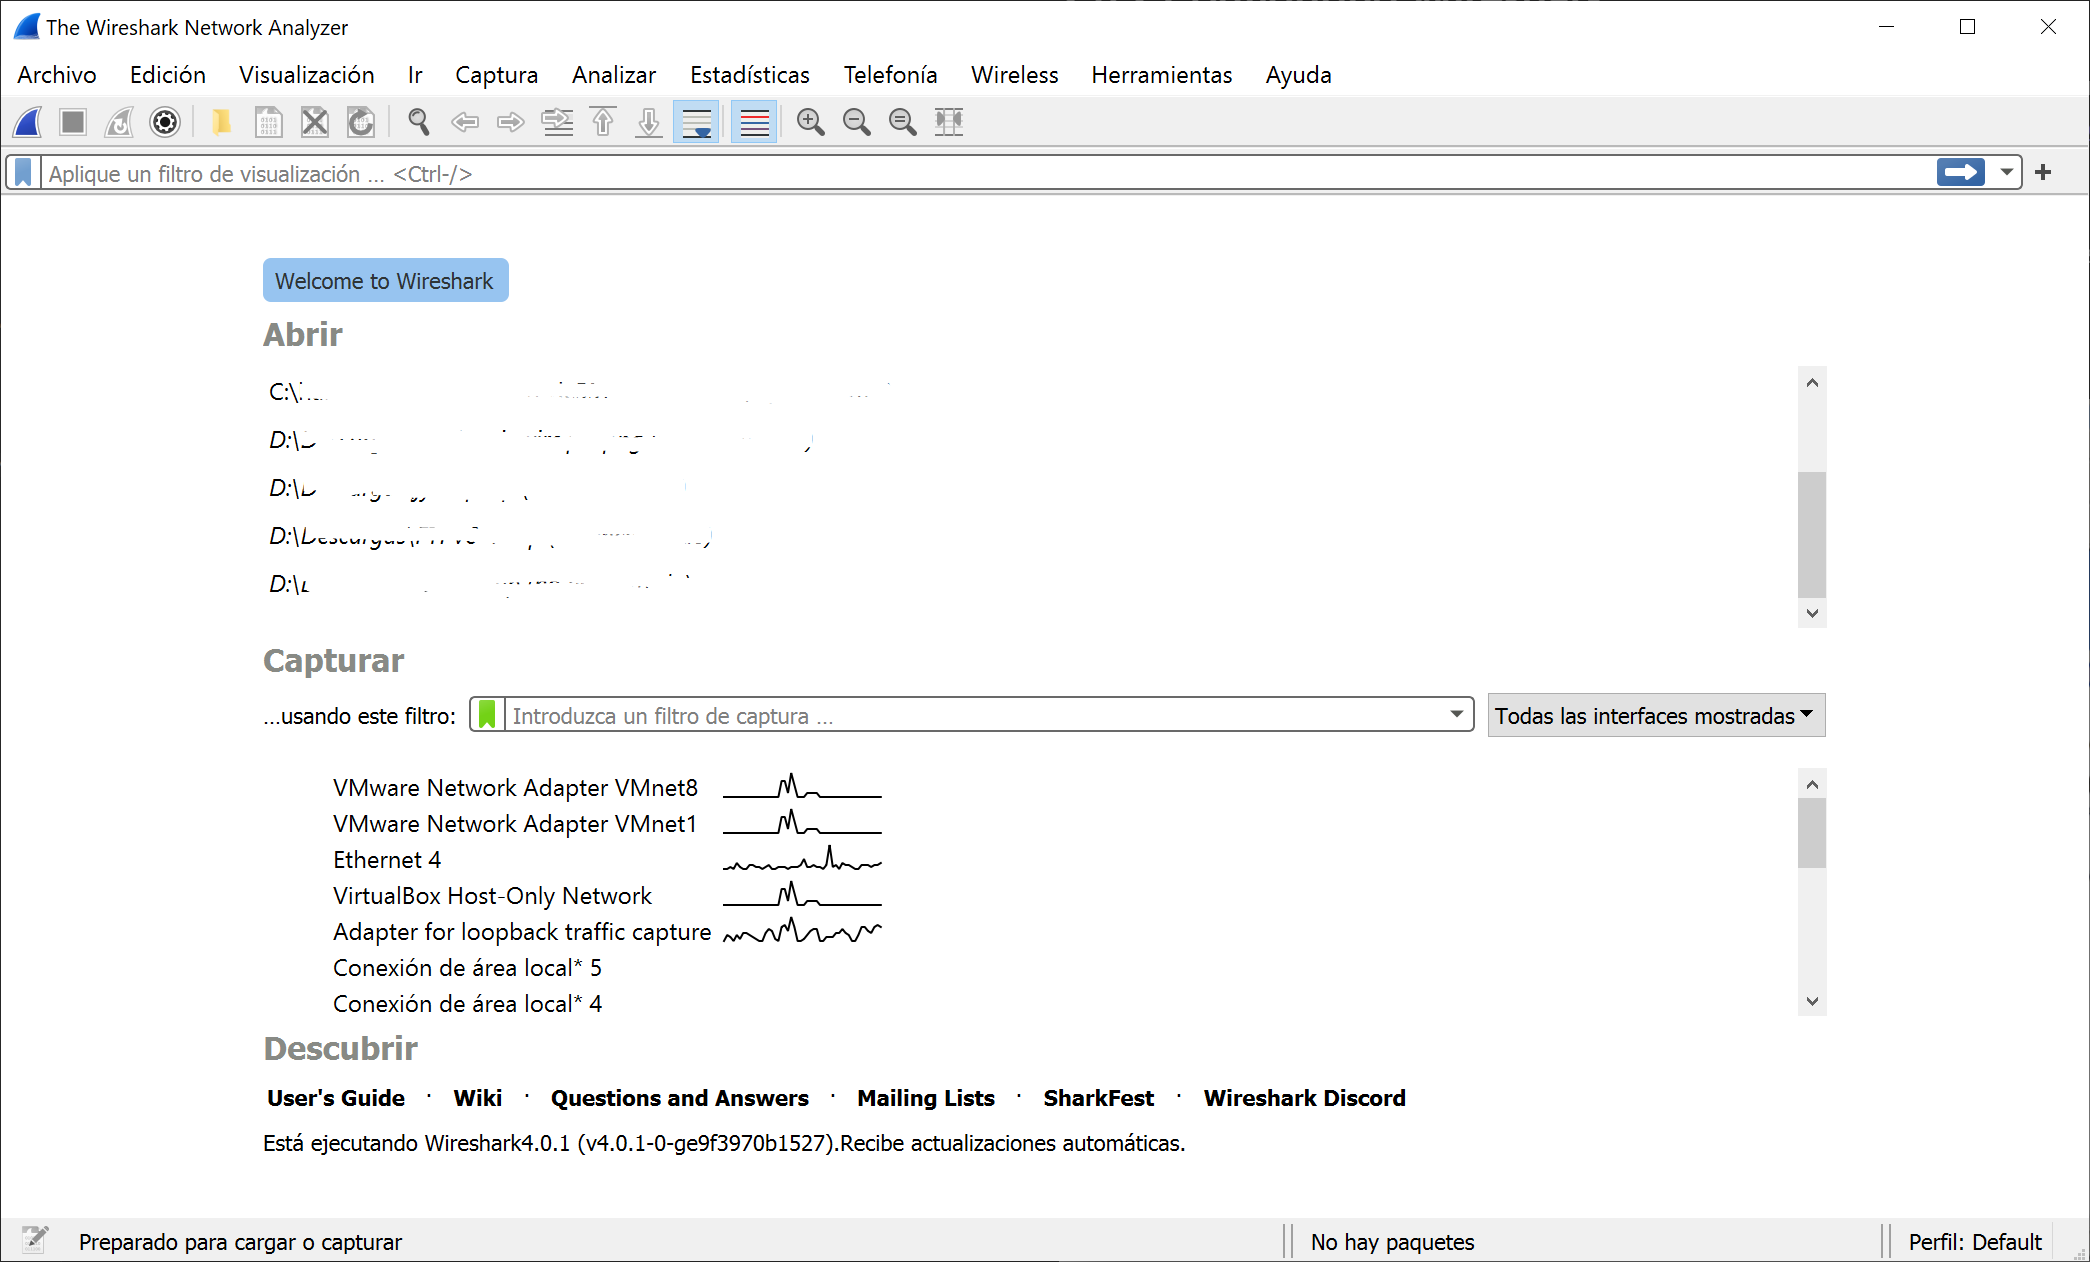 The Wireshark Network Analyzer
Archivo Edición Visualización Ir Captura Analizar Estadísticas Telefonía Wireless Herramientas Ayuda
Aplique un filtro de visualización ... <Ctrl-/>
Welcome to Wireshark
Abrir
C:\
D:\
D:\
D:\Descargas\
D:\
Capturar
...usando este filtro: Introduzca un filtro de captura ... Todas las interfaces mostradas
VMware Network Adapter VMnet8
VMware Network Adapter VMnet1
Ethernet 4
VirtualBox Host-Only Network
Adapter for loopback traffic capture
Conexión de área local* 5
Conexión de área local* 4
Descubrir
User's Guide · Wiki · Questions and Answers · Mailing Lists · SharkFest · Wireshark Discord
Está ejecutando Wireshark4.0.1 (v4.0.1-0-ge9f3970b1527).Recibe actualizaciones automáticas.
Preparado para cargar o capturar No hay paquetes Perfil: Default